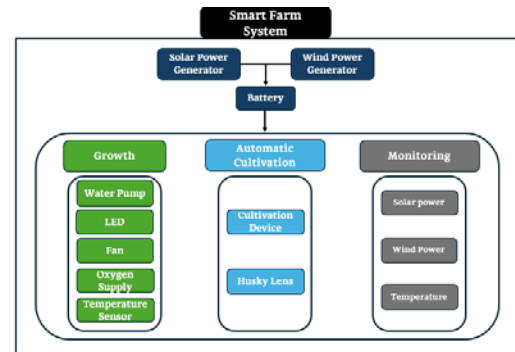 Smart Farm
System
Solar Power
Generator
Wind Power
Generator
Battery
Growth
Automatic
Cultivation
Monitoring
Water Pump
LED
Fan
Oxygen
Supply
Temperature
Sensor
Cultivation
Device
Husky Lens
Solar power
Wind Power
Temperature